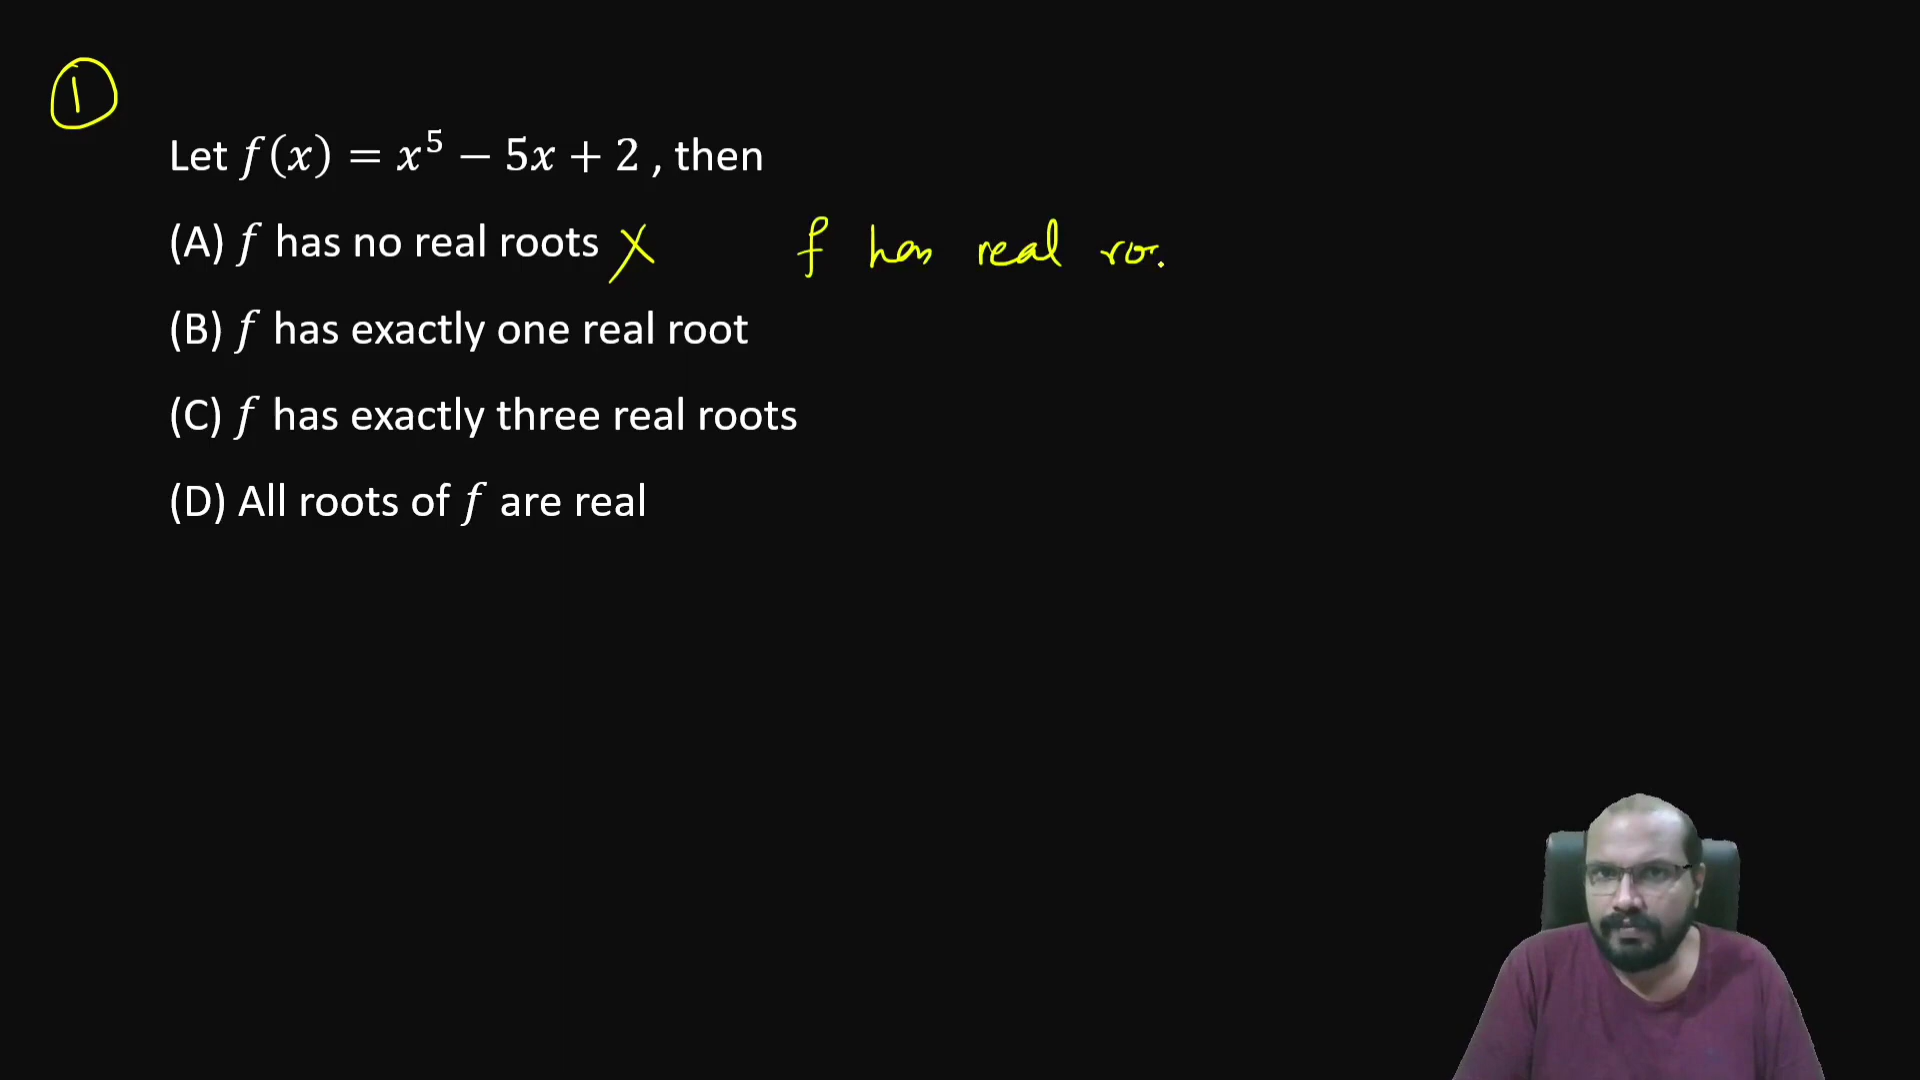 1
Let f(x) = x⁵ − 5x + 2 , then
(A) f has no real roots X f has real ro.
(B) f has exactly one real root
(C) f has exactly three real roots
(D) All roots of f are real